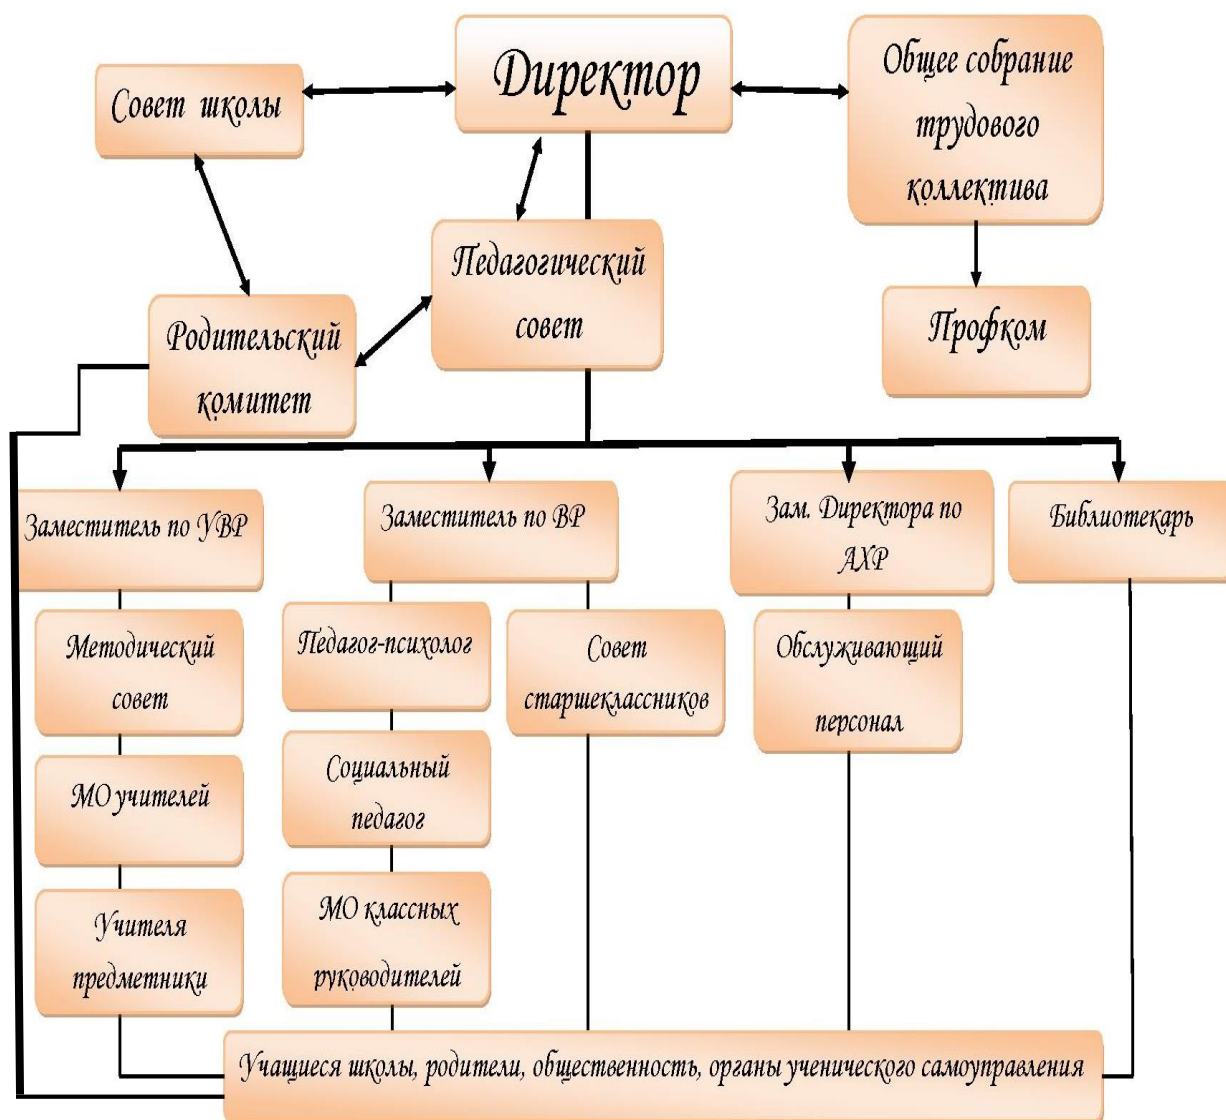 Директор
Совет школы
Общее собрание
трудового
коллектива
Педагогический
совет
Родительский
комитет
Профком
Заместитель по УВР
Заместитель по ВР
Зам. Директора по
АХР
Библиотекарь
Методический
совет
Педагог-психолог
Совет
старшеклассников
Обслуживающий
персонал
МО учителей
Социальный
педагог
Учителя
предметники
МО классных
руководителей
Учащиеся школы, родители, общественность, органы ученического самоуправления